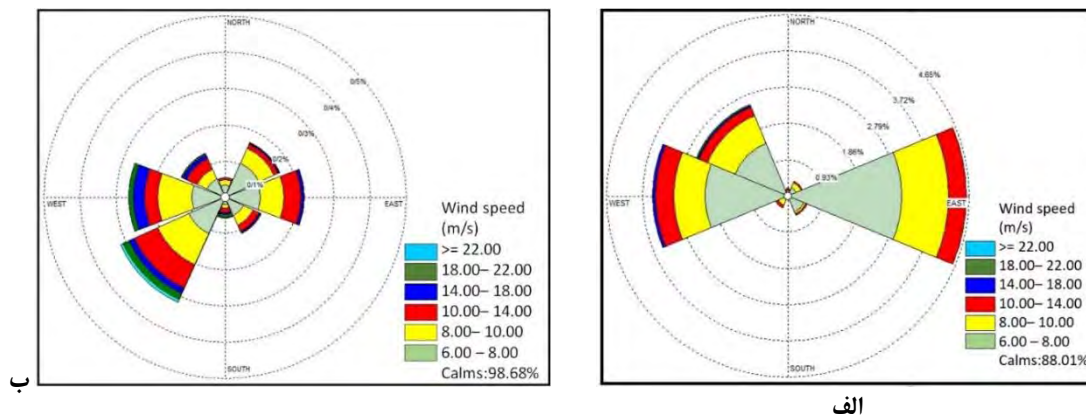 NORTH
4.65%
3.72%
2.79%
1.86%
0.93%
WEST
EAST
SOUTH
Wind speed
(m/s)
>= 22.00
18.00– 22.00
14.00 – 18.00
10.00 – 14.00
8.00 – 10.00
6.00 – 8.00
Calms:88.01%
الف
NORTH
0/5%
0/4%
0/3%
0/2%
0/1%
WEST
EAST
SOUTH
Wind speed
(m/s)
>= 22.00
18.00– 22.00
14.00 – 18.00
10.00 – 14.00
8.00 – 10.00
6.00 – 8.00
Calms:98.68%
ب